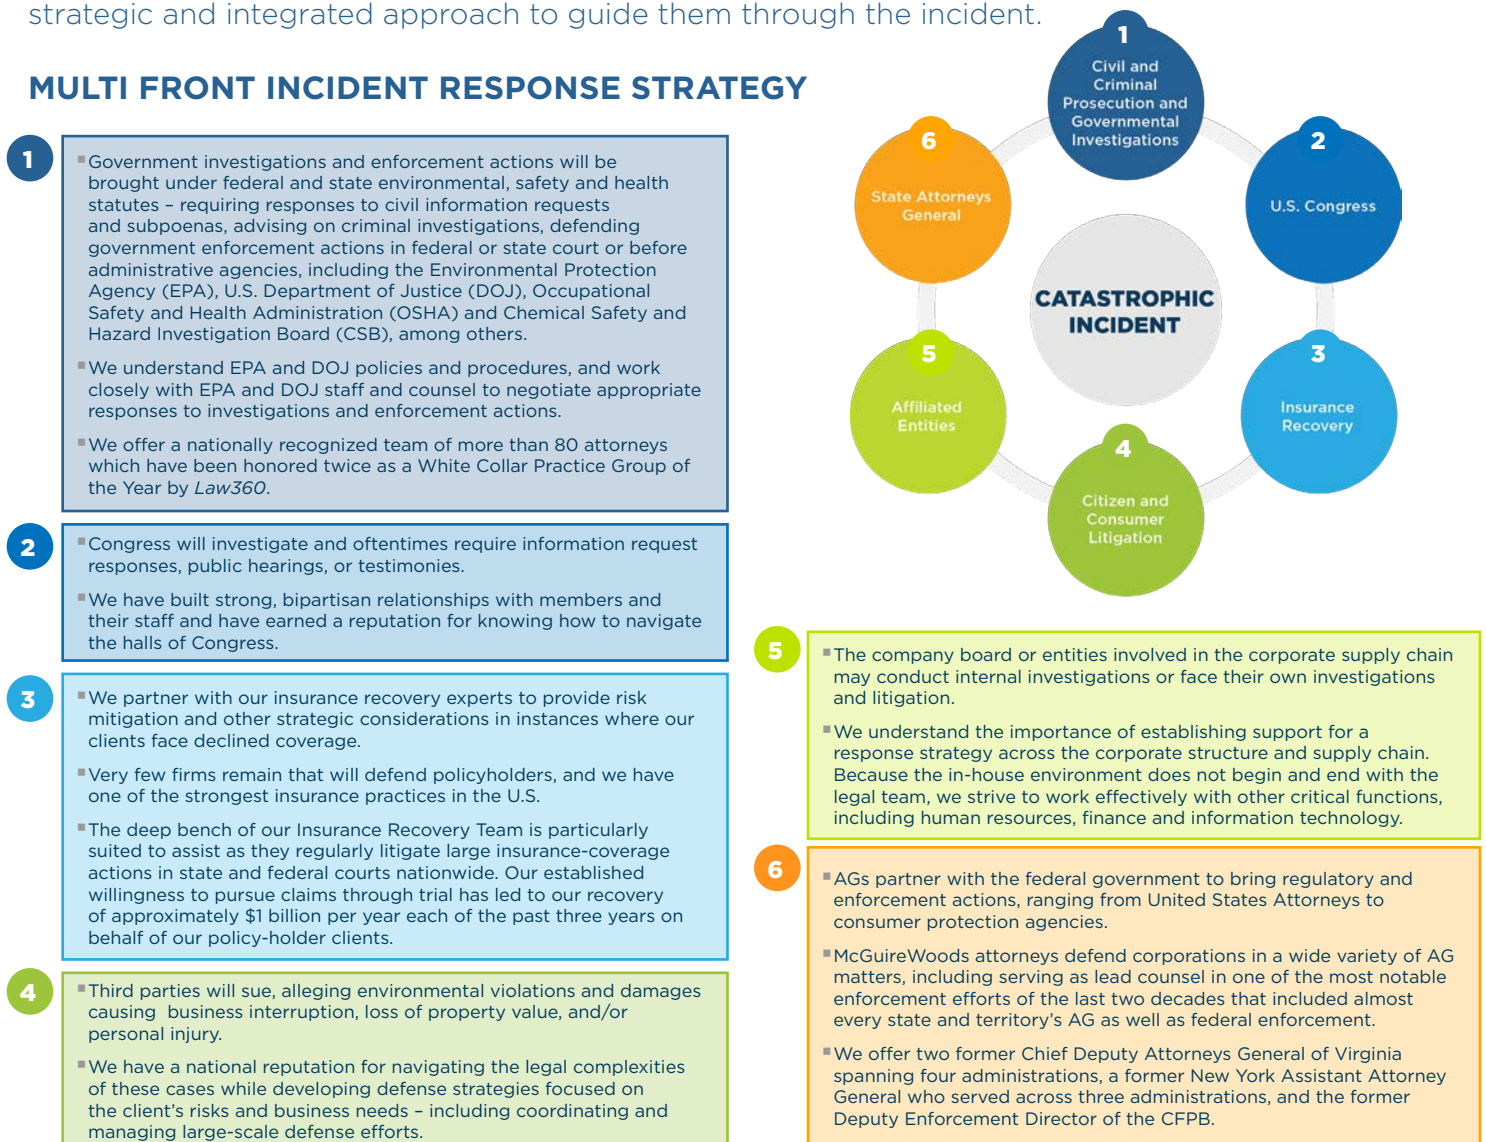 strategic and integrated approach to guide them through the incident.
MULTI FRONT INCIDENT RESPONSE STRATEGY
1
▪Government investigations and enforcement actions will be
brought under federal and state environmental, safety and health
statutes – requiring responses to civil information requests
and subpoenas, advising on criminal investigations, defending
government enforcement actions in federal or state court or before
administrative agencies, including the Environmental Protection
Agency (EPA), U.S. Department of Justice (DOJ), Occupational
Safety and Health Administration (OSHA) and Chemical Safety and
Hazard Investigation Board (CSB), among others.
▪We understand EPA and DOJ policies and procedures, and work
closely with EPA and DOJ staff and counsel to negotiate appropriate
responses to investigations and enforcement actions.
▪We offer a nationally recognized team of more than 80 attorneys
which have been honored twice as a White Collar Practice Group of
the Year by Law360.
2
▪Congress will investigate and oftentimes require information request
responses, public hearings, or testimonies.
▪We have built strong, bipartisan relationships with members and
their staff and have earned a reputation for knowing how to navigate
the halls of Congress.
3
▪We partner with our insurance recovery experts to provide risk
mitigation and other strategic considerations in instances where our
clients face declined coverage.
▪Very few firms remain that will defend policyholders, and we have
one of the strongest insurance practices in the U.S.
▪The deep bench of our Insurance Recovery Team is particularly
suited to assist as they regularly litigate large insurance-coverage
actions in state and federal courts nationwide. Our established
willingness to pursue claims through trial has led to our recovery
of approximately $1 billion per year each of the past three years on
behalf of our policy-holder clients.
4
▪Third parties will sue, alleging environmental violations and damages
causing business interruption, loss of property value, and/or
personal injury.
▪We have a national reputation for navigating the legal complexities
of these cases while developing defense strategies focused on
the client's risks and business needs – including coordinating and
managing large-scale defense efforts.
1
Civil and
Criminal
Prosecution and
Governmental
Investigations
2
U.S. Congress
3
Insurance
Recovery
4
Citizen and
Consumer
Litigation
5
Affiliated
Entities
6
State Attorneys
General
CATASTROPHIC
INCIDENT
5
▪The company board or entities involved in the corporate supply chain
may conduct internal investigations or face their own investigations
and litigation.
▪We understand the importance of establishing support for a
response strategy across the corporate structure and supply chain.
Because the in-house environment does not begin and end with the
legal team, we strive to work effectively with other critical functions,
including human resources, finance and information technology.
6
▪AGs partner with the federal government to bring regulatory and
enforcement actions, ranging from United States Attorneys to
consumer protection agencies.
▪McGuireWoods attorneys defend corporations in a wide variety of AG
matters, including serving as lead counsel in one of the most notable
enforcement efforts of the last two decades that included almost
every state and territory's AG as well as federal enforcement.
▪We offer two former Chief Deputy Attorneys General of Virginia
spanning four administrations, a former New York Assistant Attorney
General who served across three administrations, and the former
Deputy Enforcement Director of the CFPB.